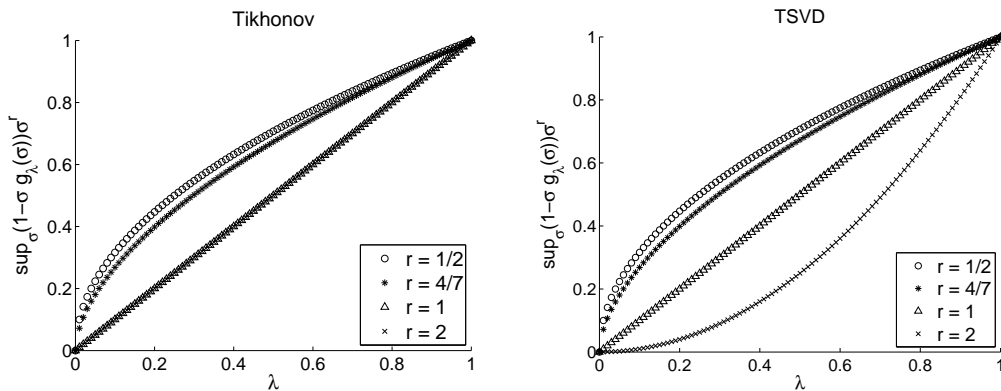 Tikhonov
sup_σ(1−σ g_λ(σ))σ^r
1
0.8
0.6
0.4
0.2
0
0 0.2 0.4 0.6 0.8 1
λ
r = 1/2
r = 4/7
r = 1
r = 2
TSVD
sup_σ(1−σ g_λ(σ))σ^r
1
0.8
0.6
0.4
0.2
0
0 0.2 0.4 0.6 0.8 1
λ
r = 1/2
r = 4/7
r = 1
r = 2